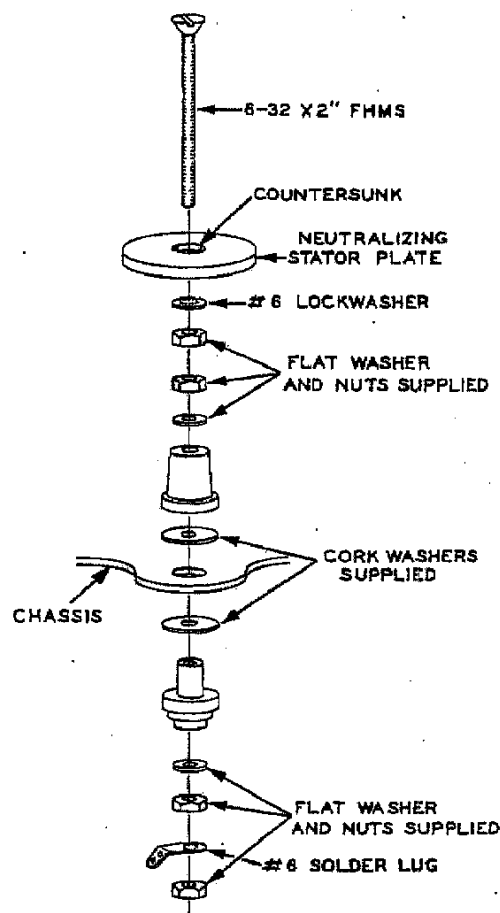 6-32 X 2" FHMS
COUNTERSUNK
NEUTRALIZING
STATOR PLATE
#6 LOCKWASHER
FLAT WASHER
AND NUTS SUPPLIED
CORK WASHERS
SUPPLIED
CHASSIS
FLAT WASHER
AND NUTS SUPPLIED
#6 SOLDER LUG